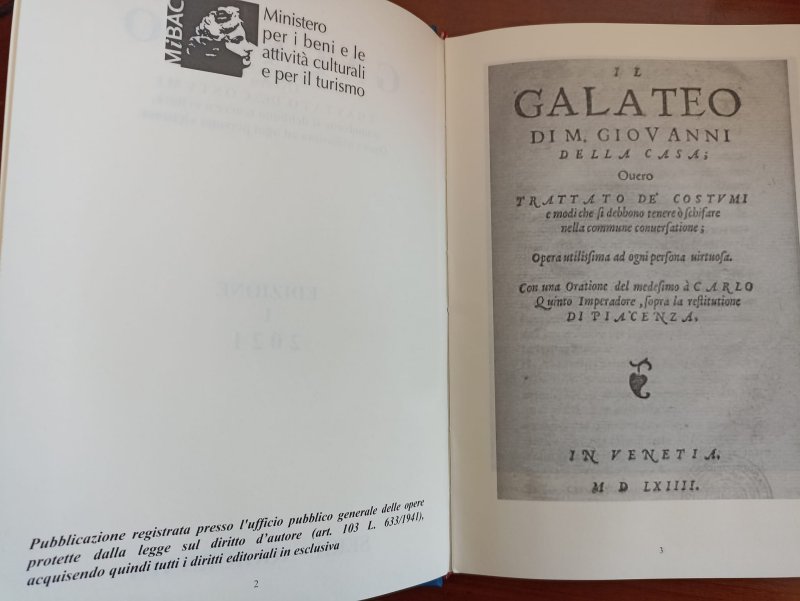 MiBAC
Ministero
per i beni e le
attività culturali
e per il turismo
EDIZIONE
I
2021
Pubblicazione registrata presso l'ufficio pubblico generale delle opere
protette dalla legge sul diritto d'autore (art. 103 L. 633/1941),
acquisendo quindi tutti i diritti editoriali in esclusiva
2
IL
GALATEO
DI M. GIOVANNI
DELLA CASA;
Ouero
TRATTATO DE' COSTVMI
e modi che si debbono tenere ò schifare
nella commune conuersatione;
Opera utilissima ad ogni persona uirtuosa.
Con una Oratione del medesimo à CARLO
Quinto Imperadore, sopra la restitutione
DI PIACENZA.
IN VENETIA,
M D LXIIII.
3